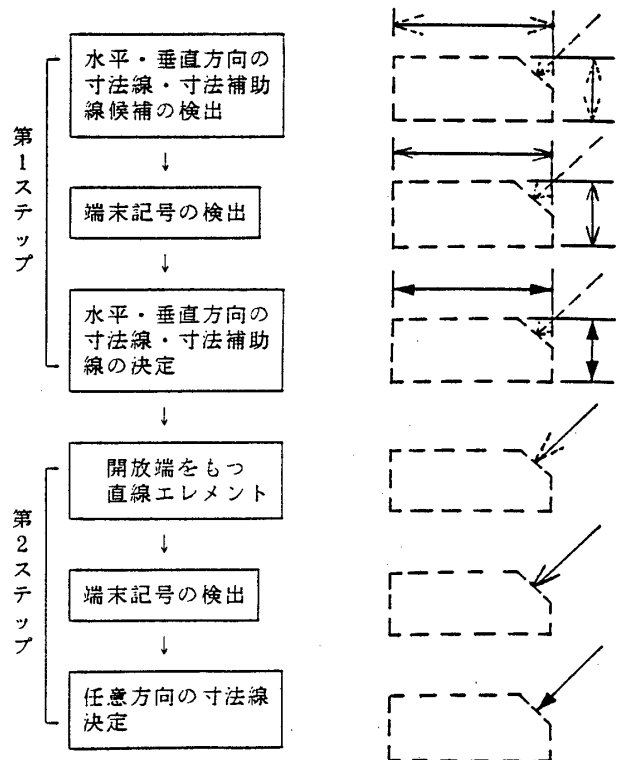 第1ステップ
水平・垂直方向の
寸法線・寸法補助
線候補の検出
↓
端末記号の検出
↓
水平・垂直方向の
寸法線・寸法補助
線の決定
↓
第2ステップ
開放端をもつ
直線エレメント
↓
端末記号の検出
↓
任意方向の寸法線
決定